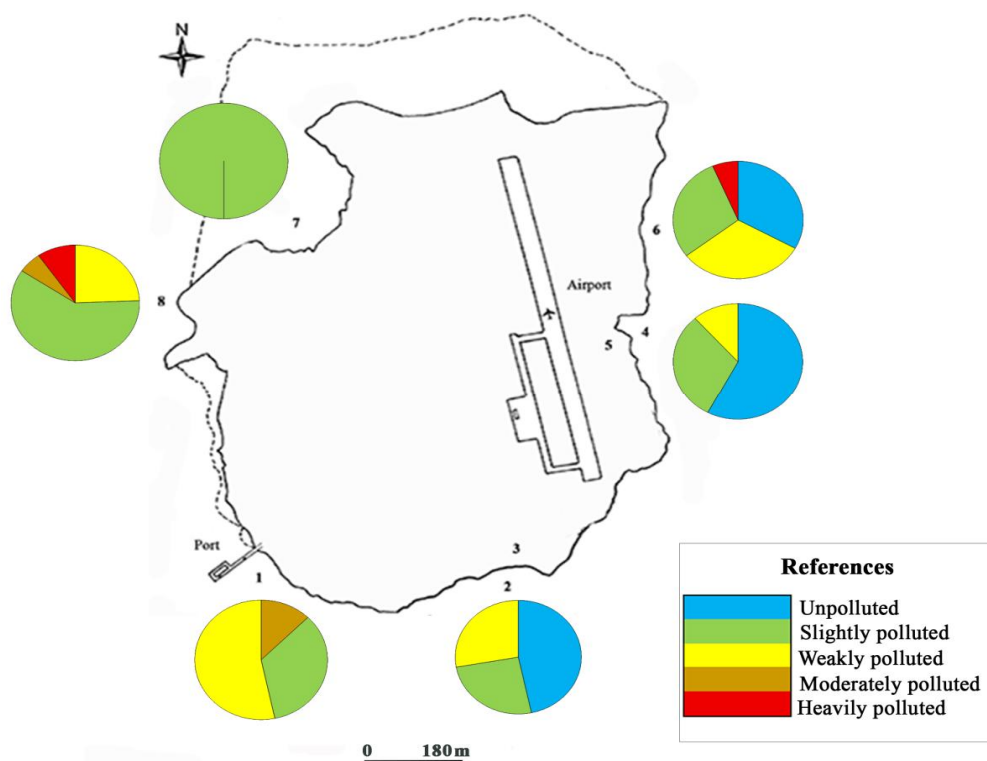 N
7
6
Airport
8
5
4
Port
3
1
2
References
Unpolluted
Slightly polluted
Weakly polluted
Moderately polluted
Heavily polluted
0 180 m